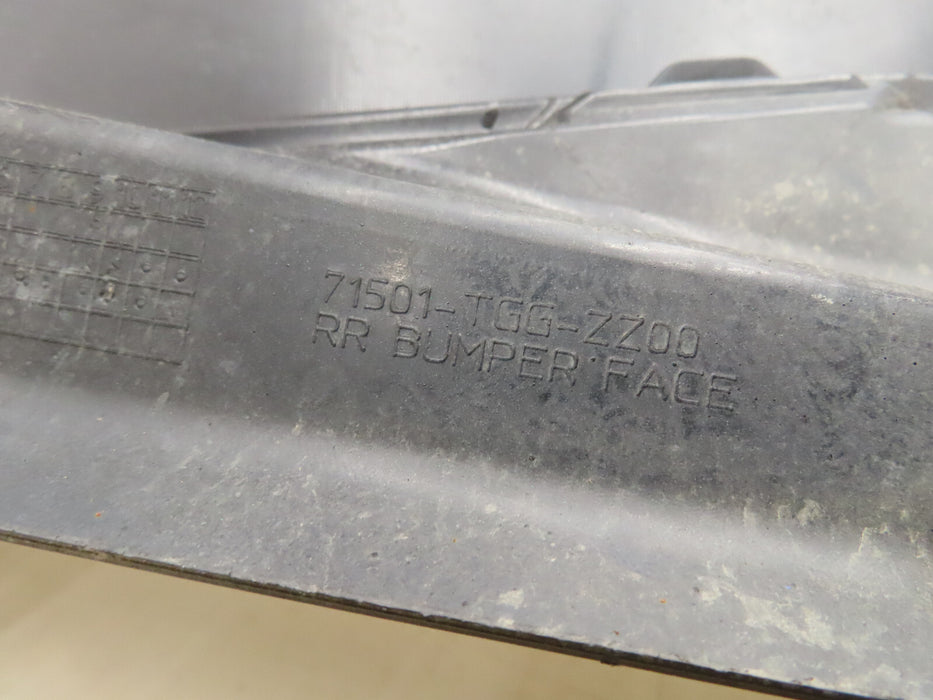 71501-TGG-ZZ00
RR BUMPER FACE